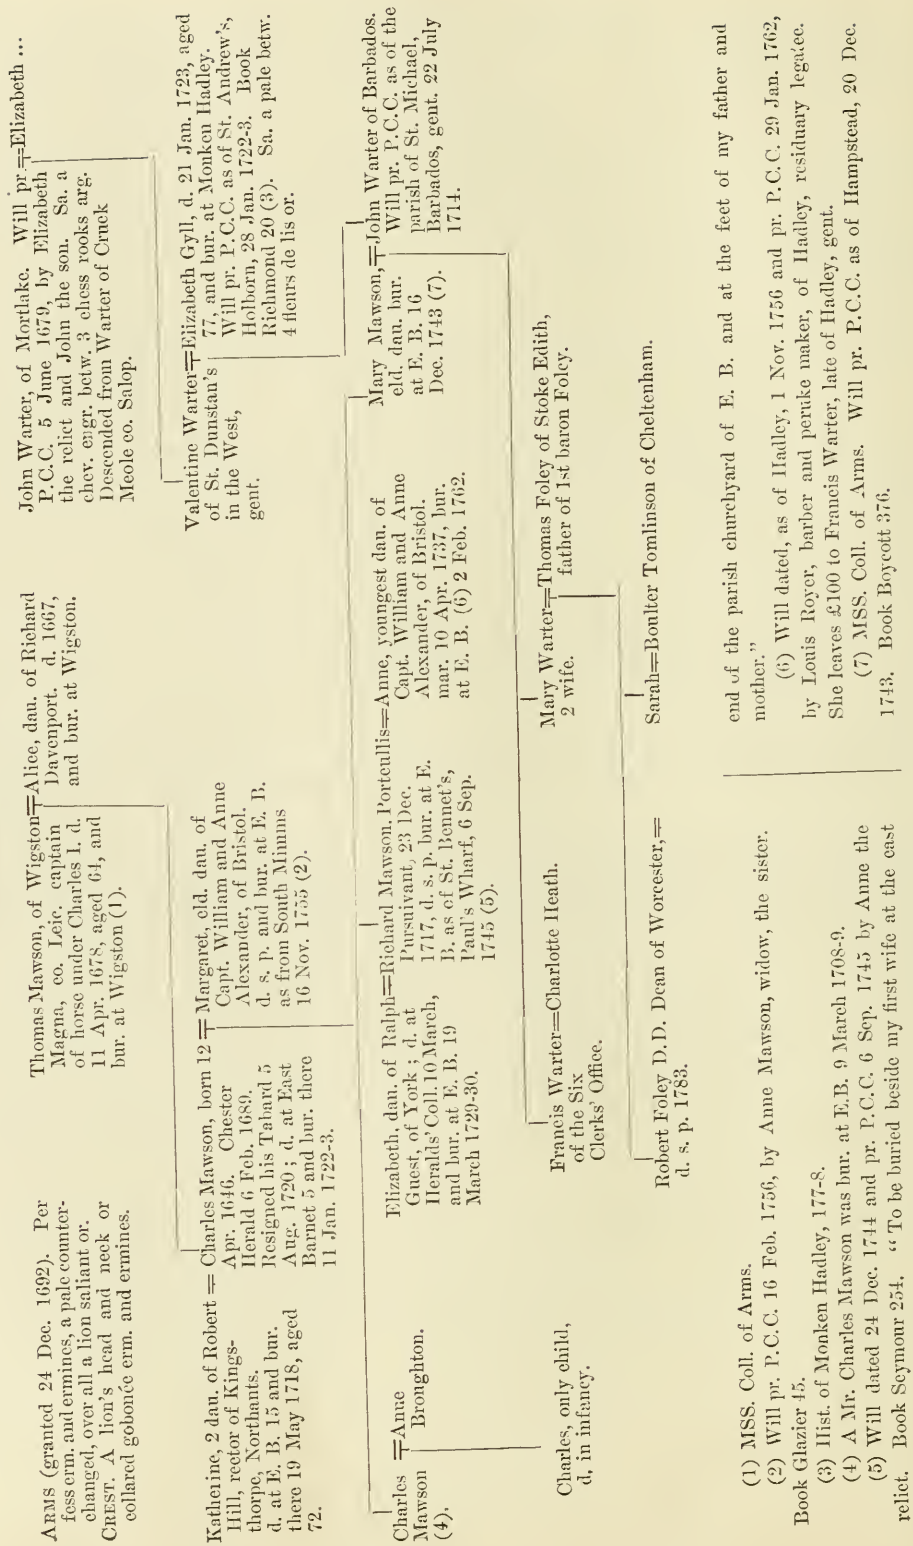 ARMS (granted 24 Dec. 1692). Per
fess erm. and ermines, a pale counter-
changed, over all a lion saliant or.
CREST. A lion's head and neck or
collared gobonée erm. and ermines.
Thomas Mawson, of Wigston=Alice, dau. of Richard
Magna, co. Leic. captain
of horse under Charles I. d.
11 Apr. 1678, aged 64, and
bur. at Wigston (1).
Davenport. d. 1667,
and bur. at Wigston.
John Warter, of Mortlake. Will pr.=Elizabeth ...
P.C.C. 5 June 1679, by Elizabeth
the relict and John the son. Sa. a
chev. engr. betw. 3 chess rooks arg.
Descended from Warter of Cruck
Meole co. Salop.
Katherine, 2 dau. of Robert = Charles Mawson, born 12 = Margaret, eld. dau. of
Hill, rector of Kings-
thorpe, Northants.
d. at E. B. 15 and bur.
there 19 May 1718, aged
72.
Apr. 1646. Chester
Herald 6 Feb. 1689.
Resigned his Tabard 5
Aug. 1720; d. at East
Barnet 5 and bur. there
11 Jan. 1722-3.
Capt. William and Anne
Alexander, of Bristol.
d. s. p. and bur. at E. B.
as from South Mimms
16 Nov. 1755 (2).
Valentine Warter=Elizabeth Gyll, d. 21 Jan. 1723, aged
of St. Dunstan's
in the West,
gent.
77, and bur. at Monken Hadley.
Will pr. P.C.C. as of St. Andrew's,
Holborn, 28 Jan. 1722-3. Book
Richmond 20 (3). Sa. a pale betw.
4 fleurs de lis or.
Charles =Anne
Mawson
(4).
Broughton.
Elizabeth, dau. of Ralph=Richard Mawson. Portcullis=Anne, youngest dau. of
Guest, of York; d. at
Heralds' Coll. 10 March,
and bur. at E. B. 19
March 1729-30.
Pursuivant, 23 Dec.
1717, d. s. p. bur. at E.
B. as of St. Bennet's,
Paul's Wharf, 6 Sep.
1745 (5).
Capt. William and Anne
Alexander, of Bristol.
mar. 10 Apr. 1737, bur.
at E. B. (6) 2 Feb. 1762.
Mary Mawson,=John Warter of Barbados.
eld. dau. bur.
at E. B. 16
Dec. 1743 (7).
Will pr. P.C.C. as of the
parish of St. Michael,
Barbados, gent. 22 July
1714.
Charles, only child,
d. in infancy.
Francis Warter=Charlotte Heath.
of the Six
Clerks' Office.
Mary Warter=Thomas Foley of Stoke Edith,
2 wife.
father of 1st baron Foley.
Robert Foley D.D. Dean of Worcester,=
d. s. p. 1783.
Sarah=Boulter Tomlinson of Cheltenham.
(1) MSS. Coll. of Arms.
(2) Will pr. P.C.C. 16 Feb. 1756, by Anne Mawson, widow, the sister.
Book Glazier 45.
(3) Hist. of Monken Hadley, 177-8.
(4) A Mr. Charles Mawson was bur. at E.B. 9 March 1708-9.
(5) Will dated 24 Dec. 1744 and pr. P.C.C. 6 Sep. 1745 by Anne the
relict. Book Seymour 254. “To be buried beside my first wife at the east
end of the parish churchyard of E. B. and at the feet of my father and
mother.”
(6) Will dated, as of Hadley, 1 Nov. 1756 and pr. P.C.C. 29 Jan. 1762,
by Louis Royer, barber and peruke maker, of Hadley, residuary legatee.
She leaves £100 to Francis Warter, late of Hadley, gent.
(7) MSS. Coll. of Arms. Will pr. P.C.C. as of Hampstead, 20 Dec.
1743. Book Boycott 376.